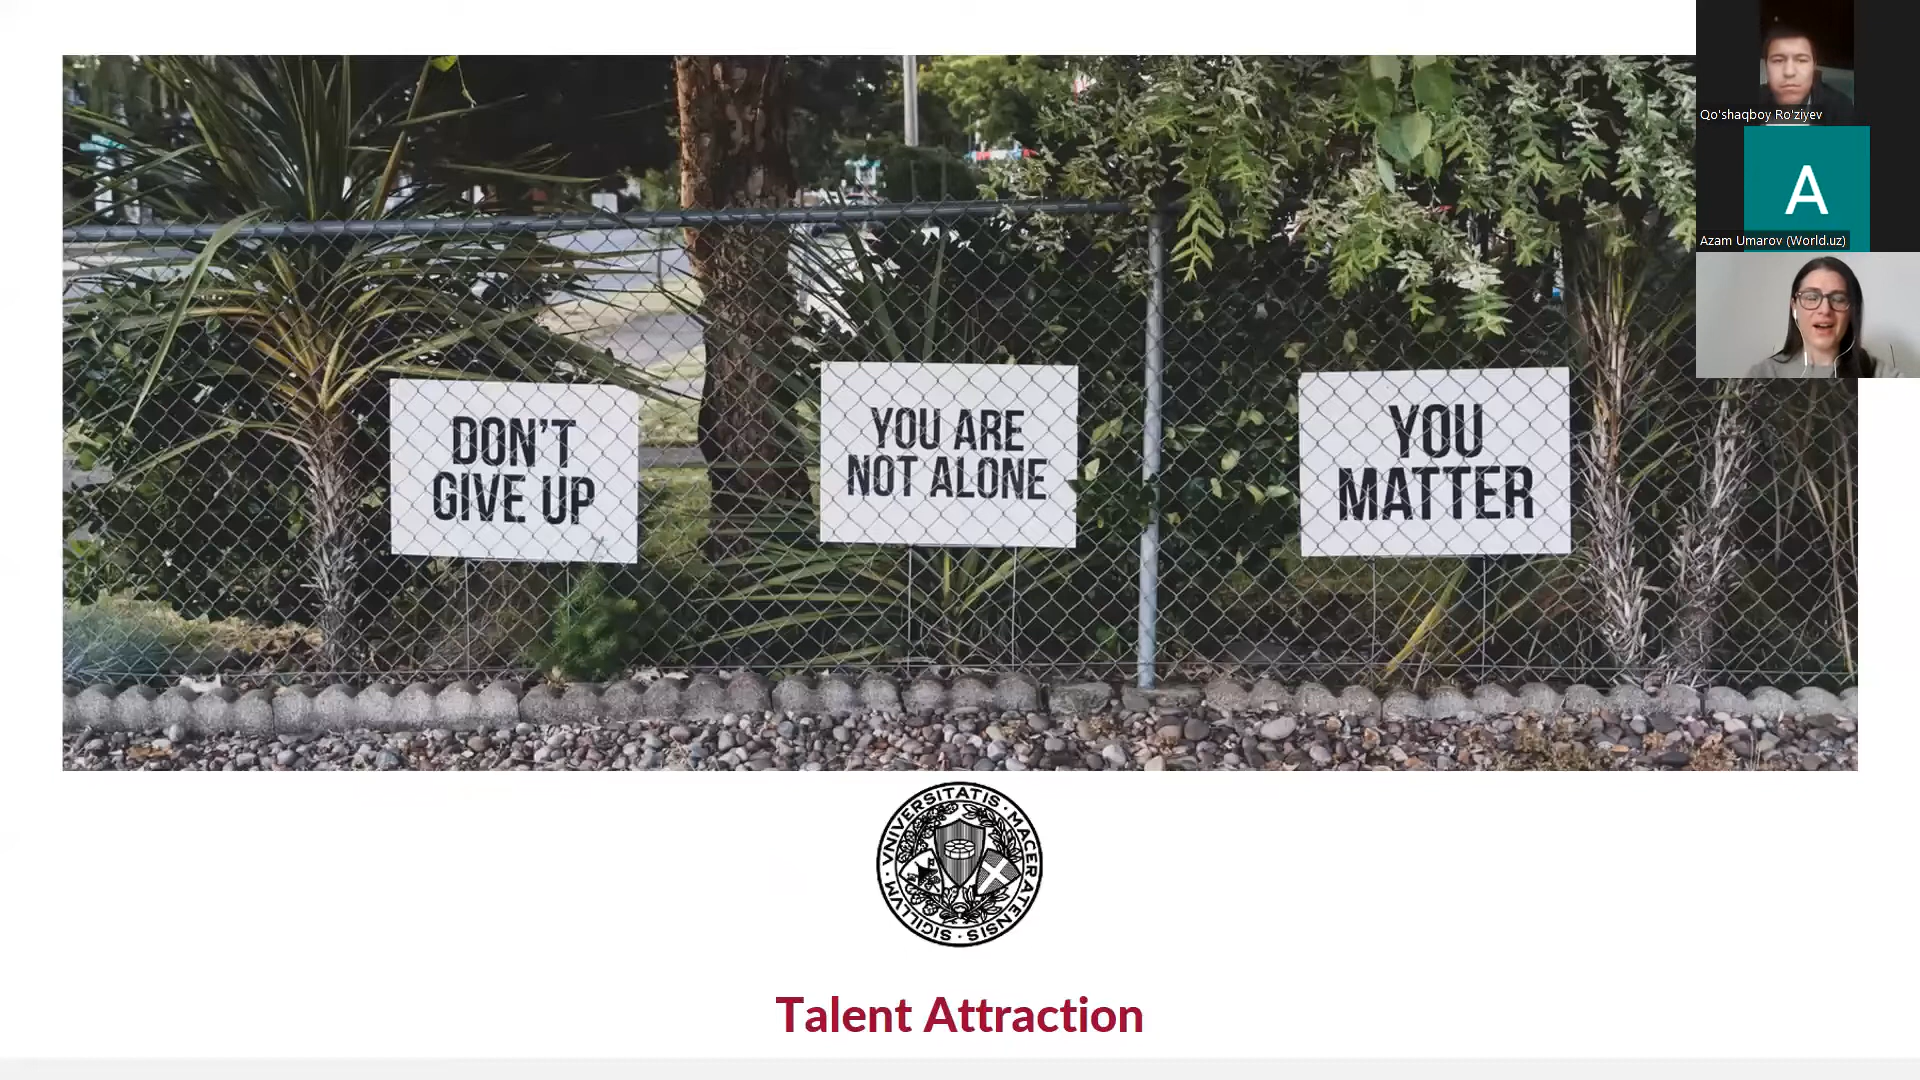 DON'T
GIVE UP
YOU ARE
NOT ALONE
YOU
MATTER
SIGILLVM · VNIVERSITATIS · MACERATENSIS ·
Talent Attraction
Qo'shaqboy Ro'ziyev
A
Azam Umarov (World.uz)